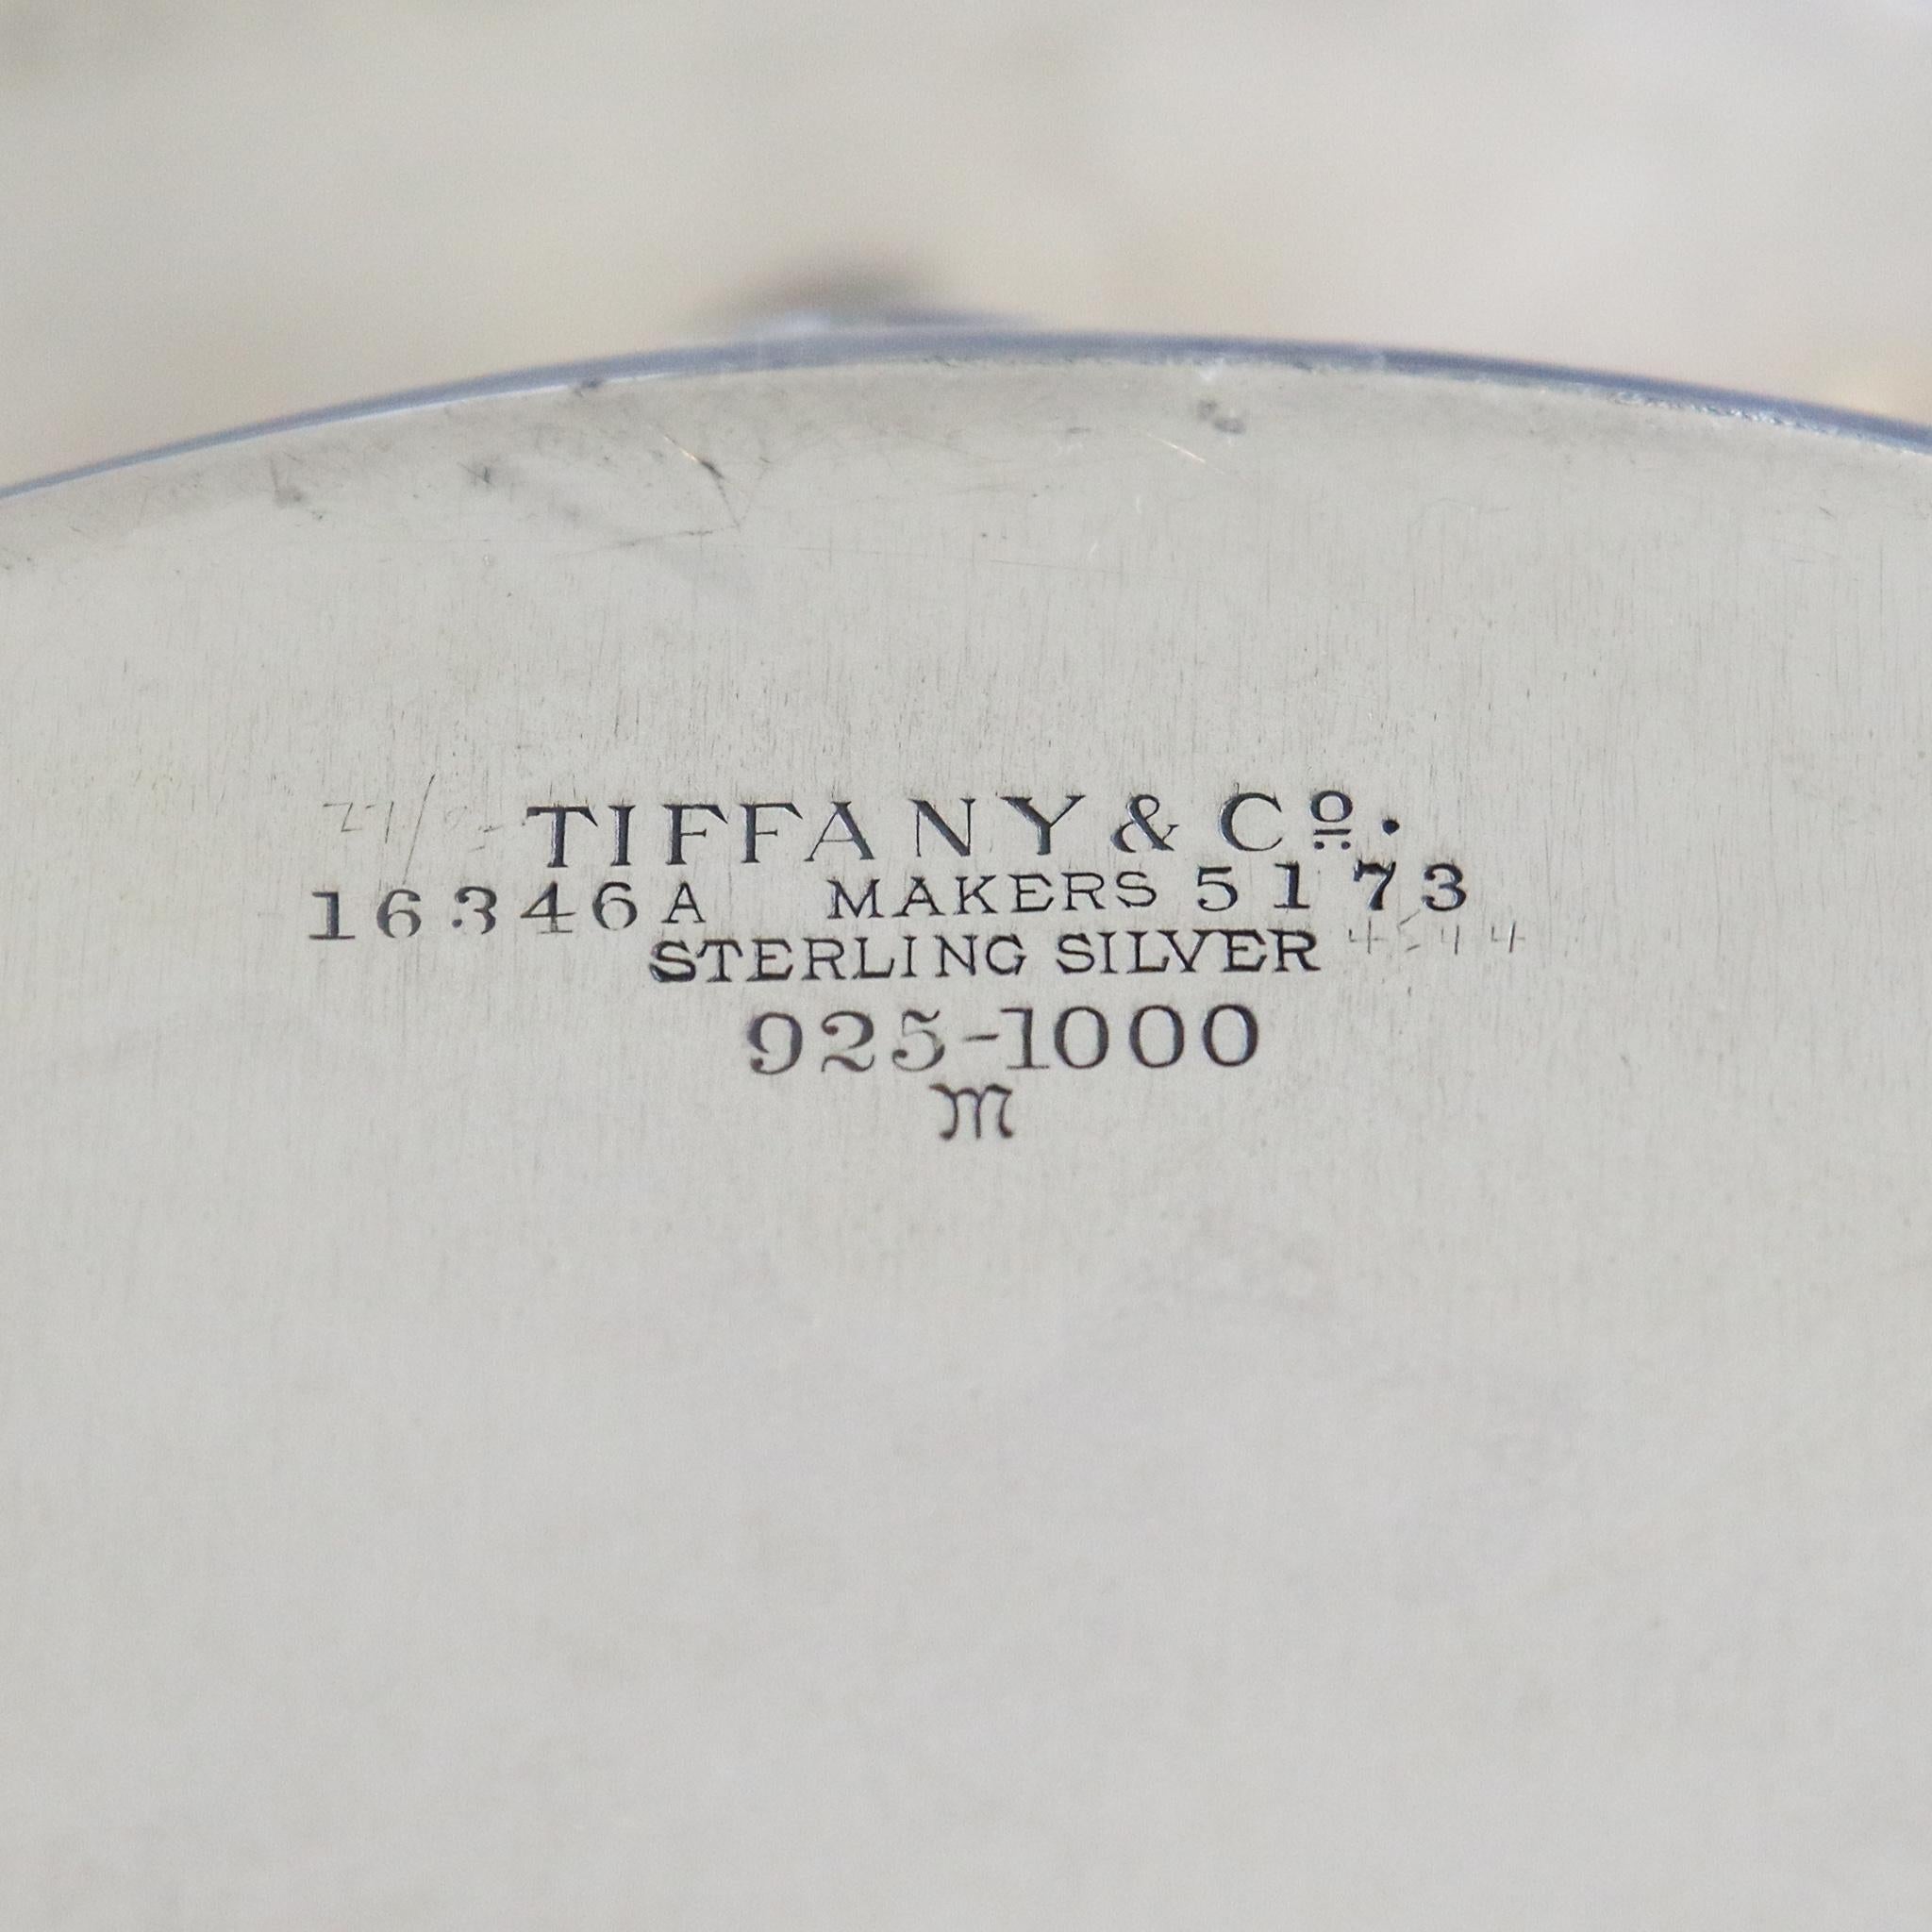 TIFFANY & Cº.
16346A MAKERS 5173
STERLING SILVER
925-1000
m